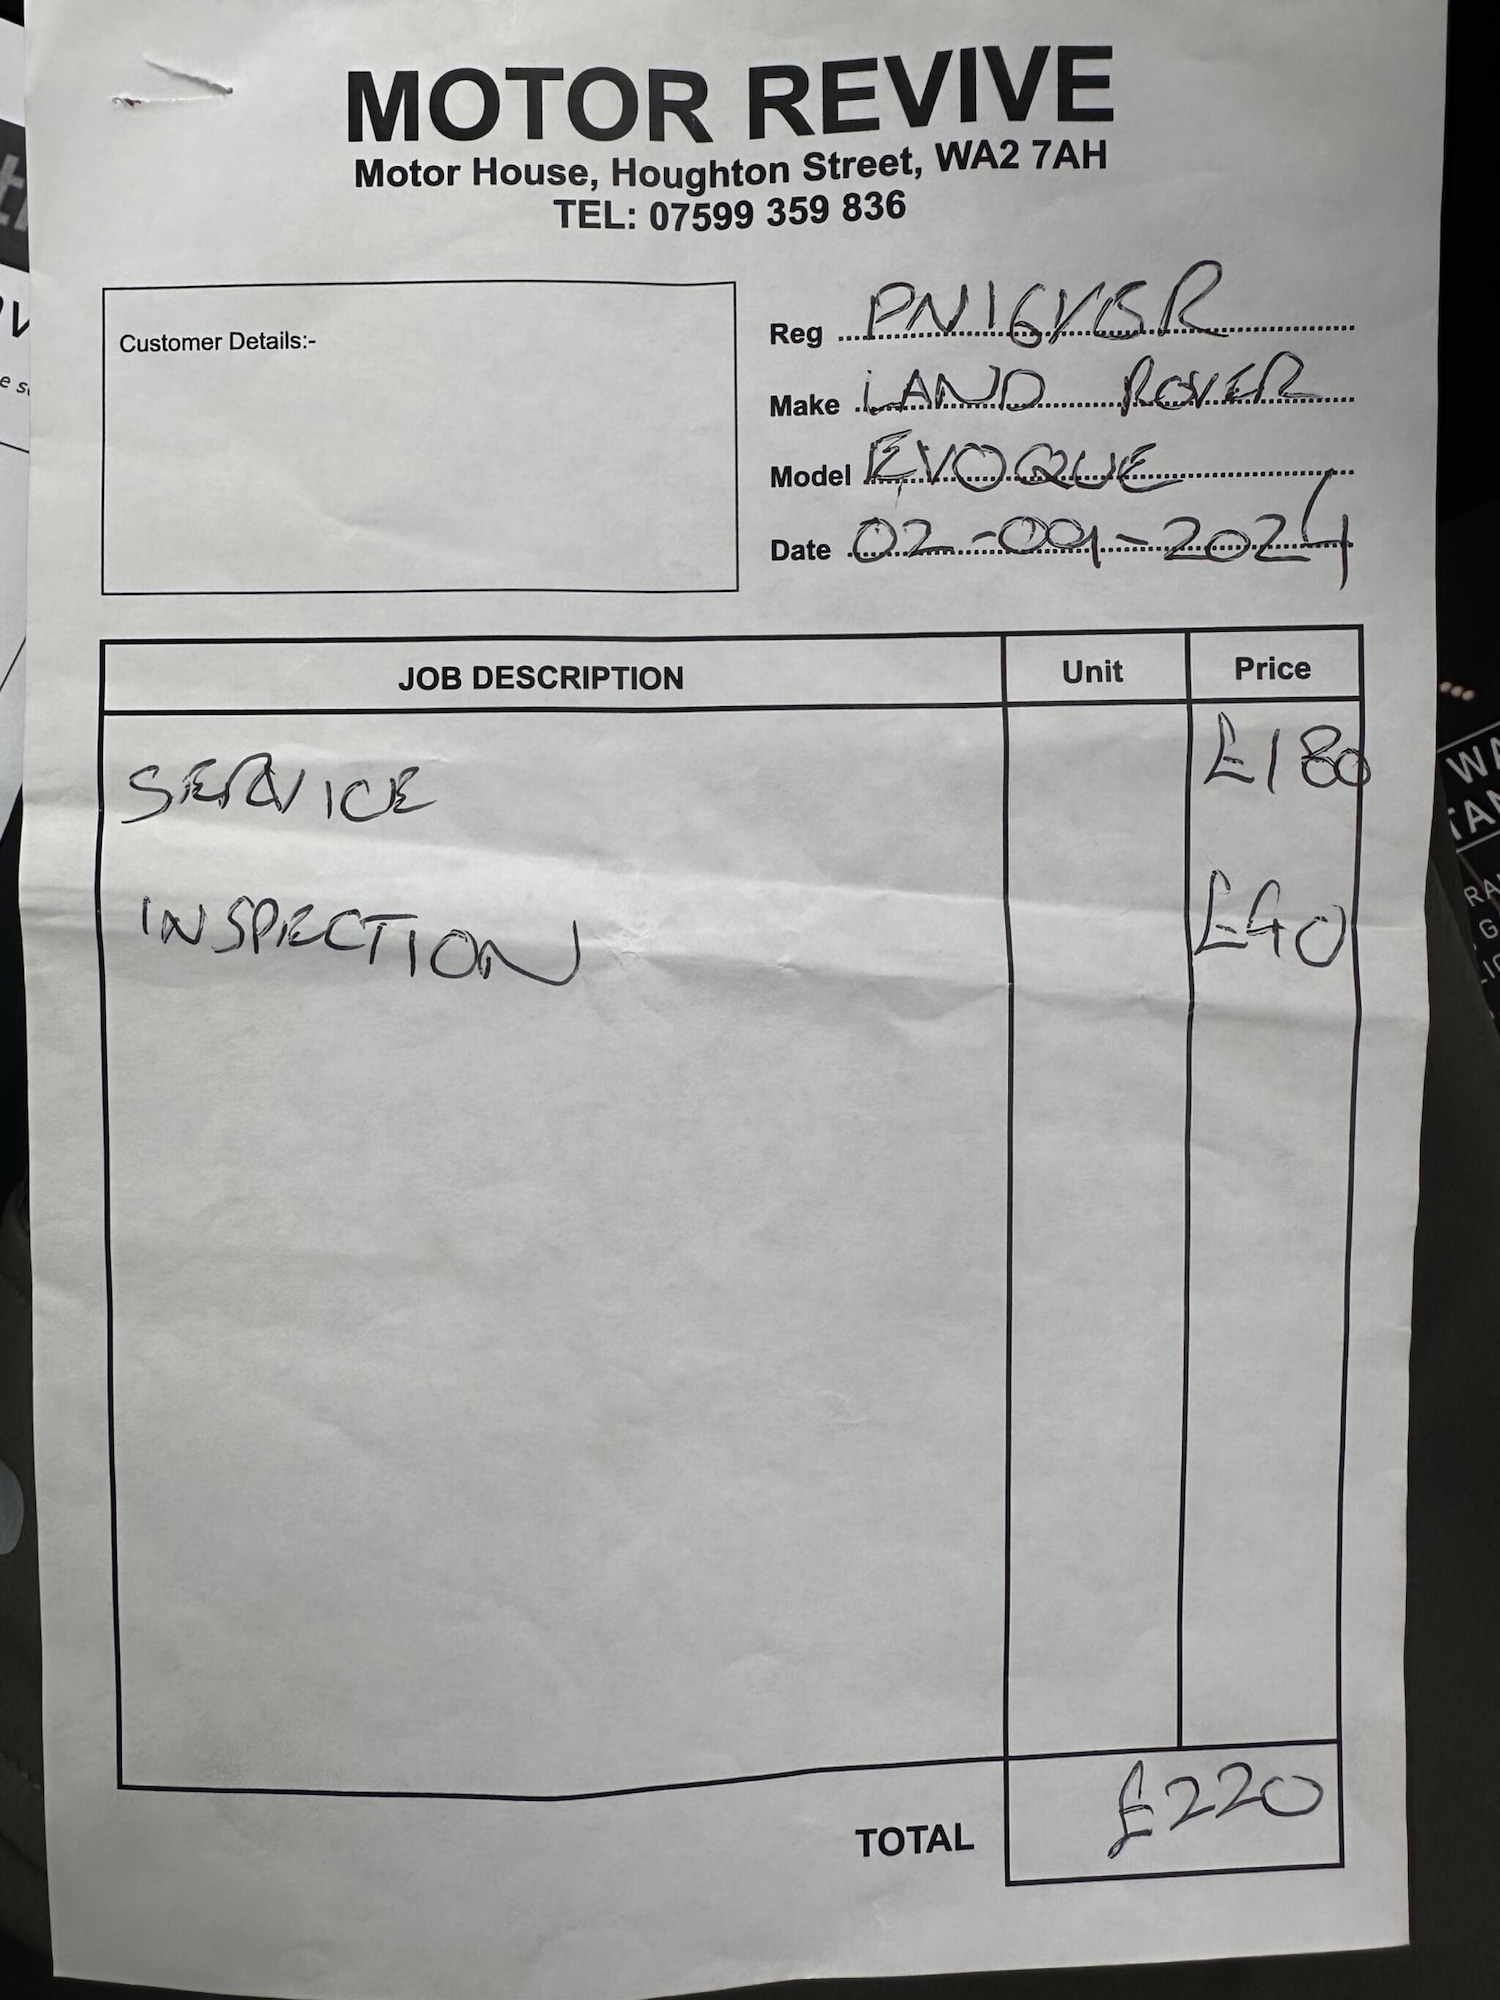 MOTOR REVIVE
Motor House, Houghton Street, WA2 7AH
TEL: 07599 359 836
Customer Details:-
Reg PN16VSR
Make LAND ROVER
Model EVOQUE
Date 02-09-2024
JOB DESCRIPTION Unit Price
SERVICE £180
INSPECTION £40
TOTAL £220